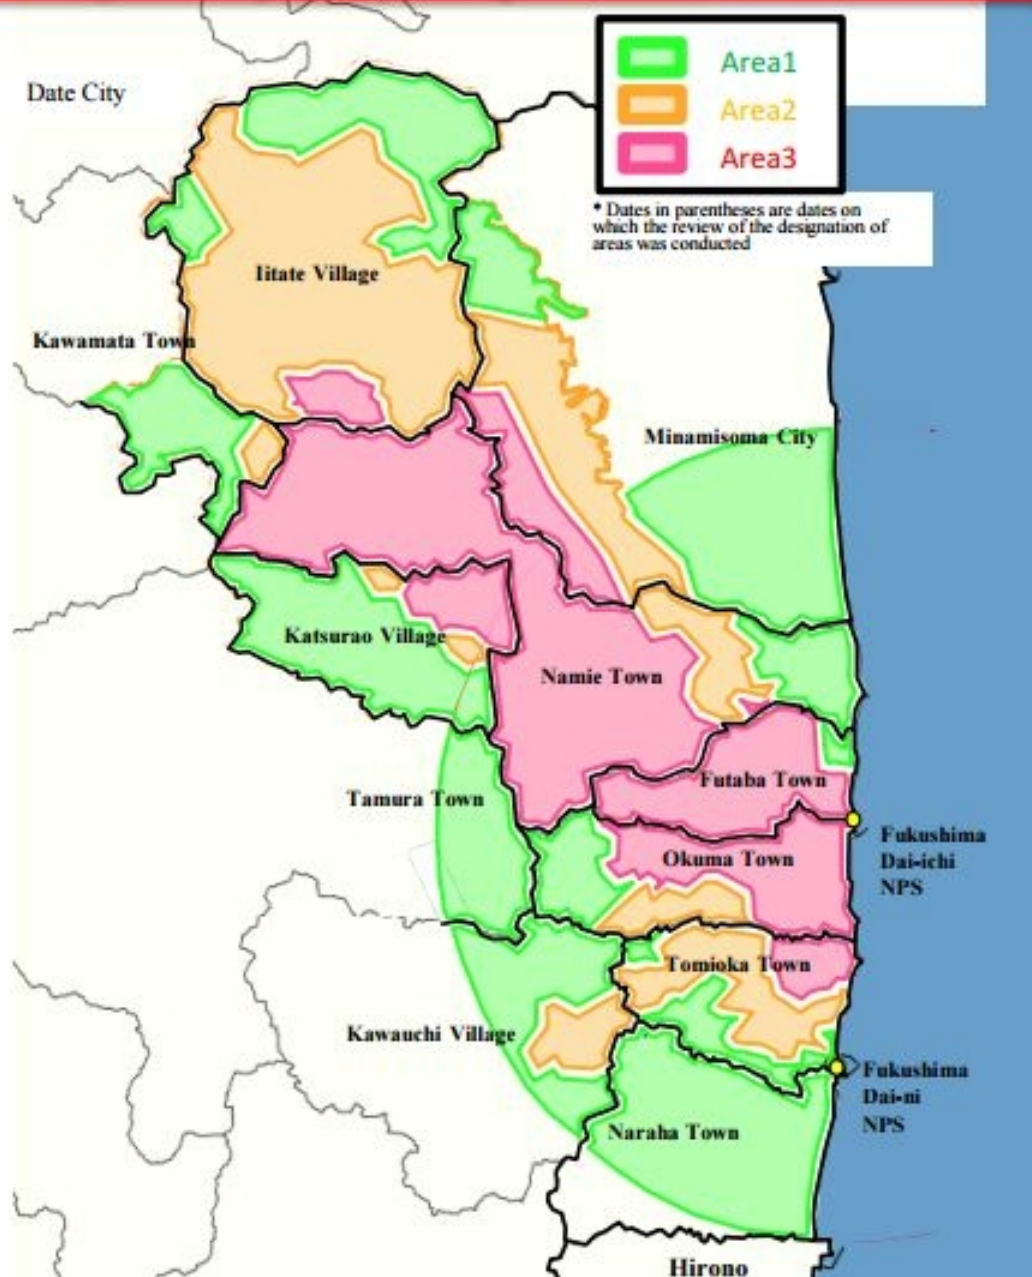 Date City
Area1
Area2
Area3
* Dates in parentheses are dates on
which the review of the designation of
areas was conducted
Iitate Village
Kawamata Town
Minamisoma City
Katsurao Village
Namie Town
Futaba Town
Tamura Town
Fukushima
Dai-ichi
NPS
Okuma Town
Tomioka Town
Kawauchi Village
Fukushima
Dai-ni
NPS
Naraha Town
Hirono